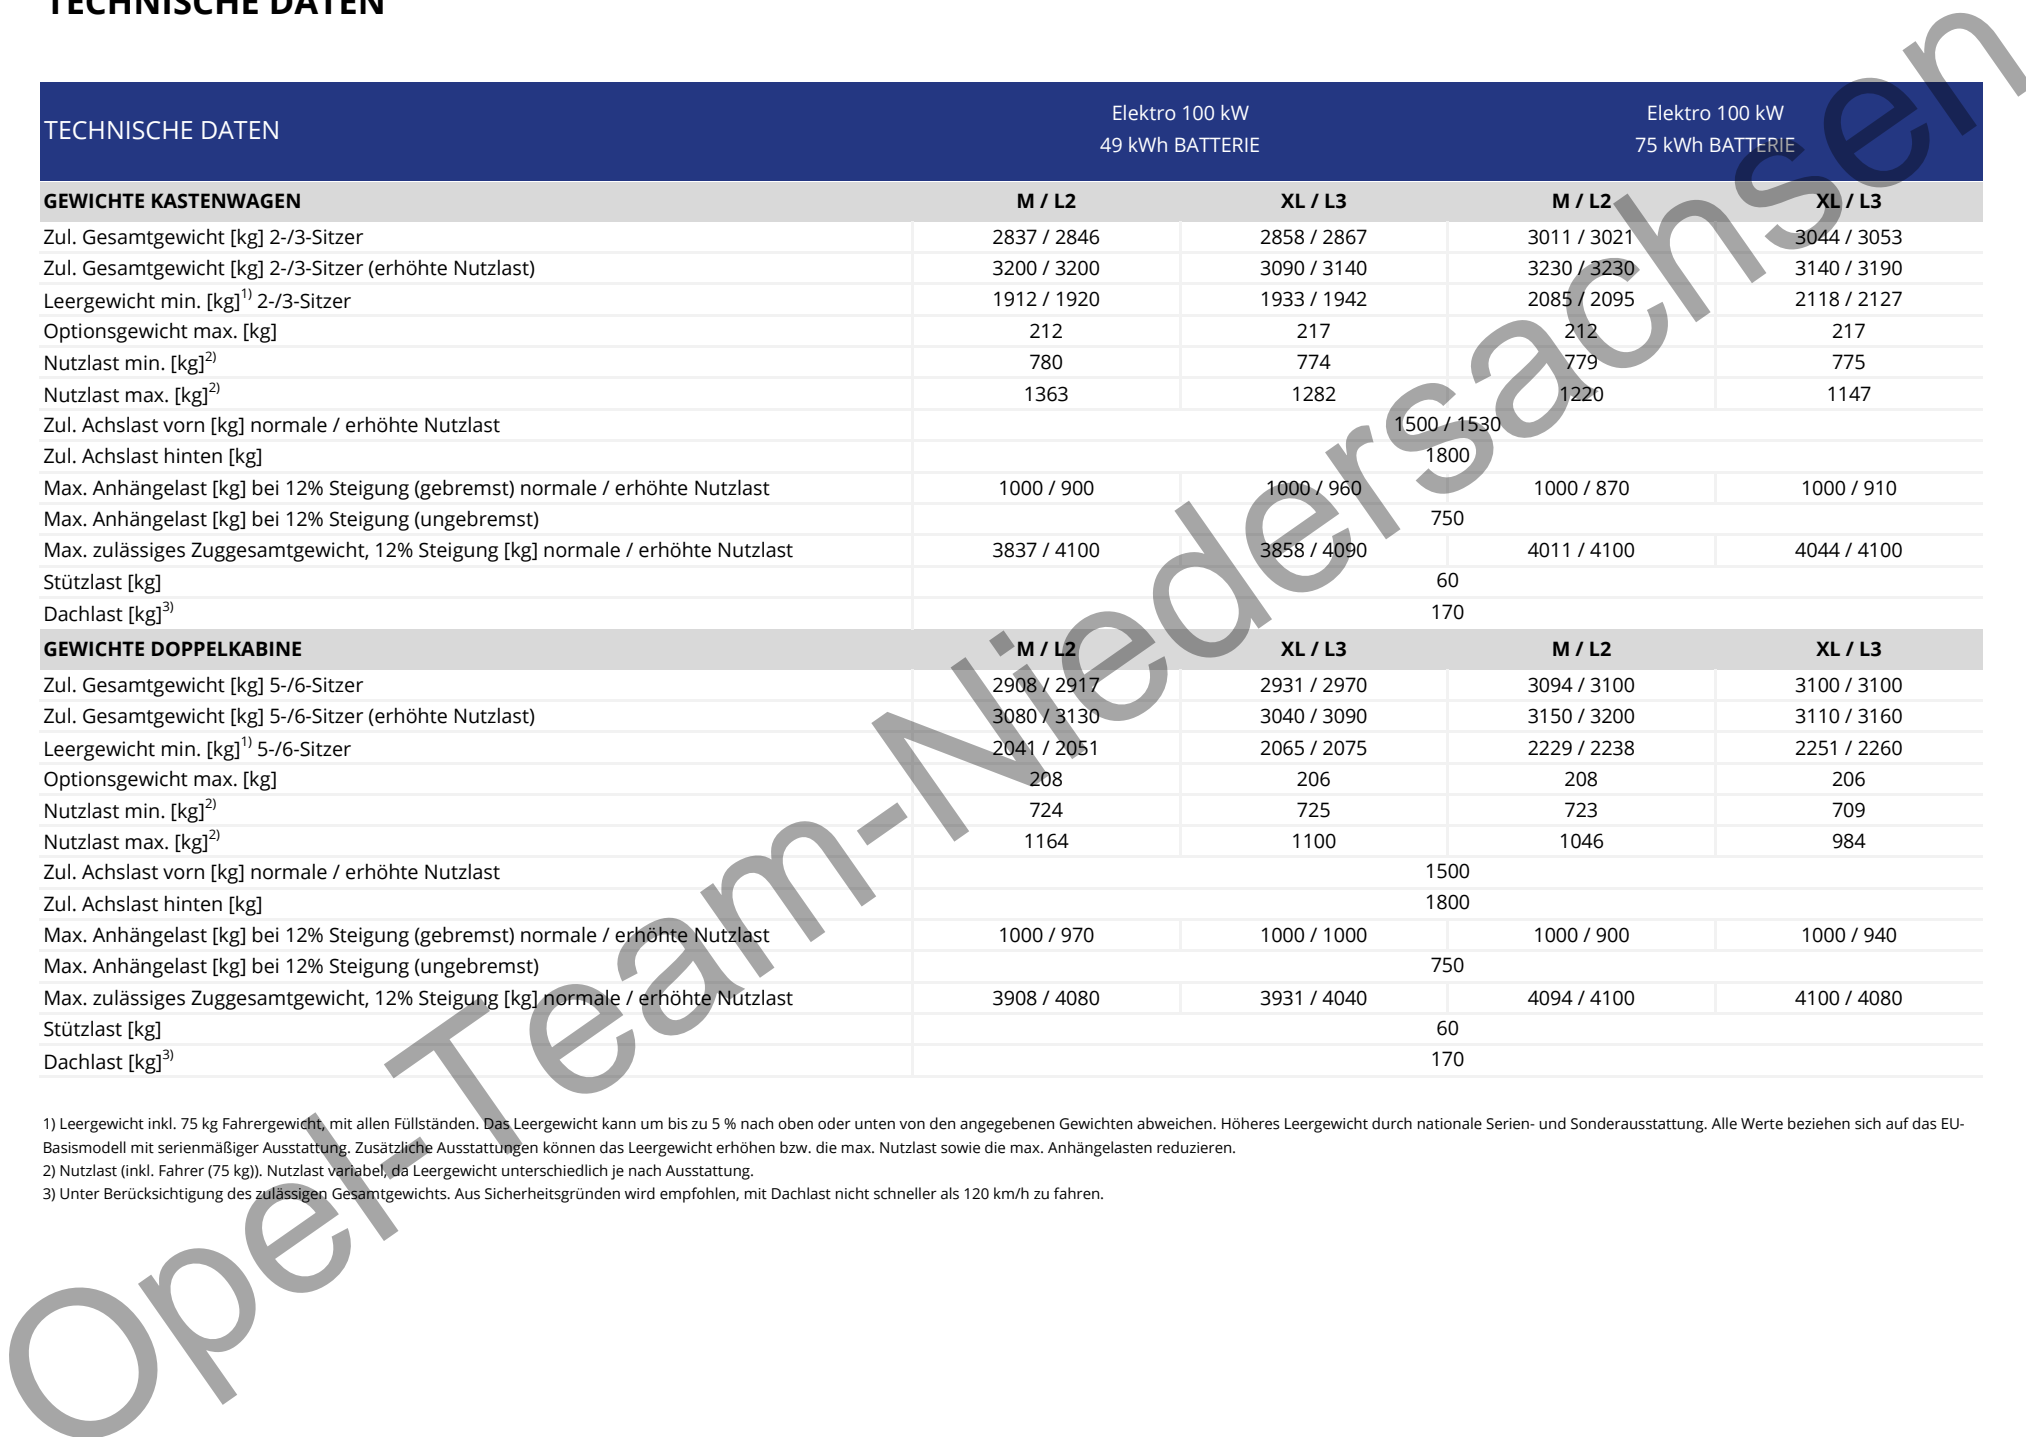 TECHNISCHE DATEN
TECHNISCHE DATEN
Elektro 100 kW
49 kWh BATTERIE
Elektro 100 kW
75 kWh BATTERIE
GEWICHTE KASTENWAGEN M / L2 XL / L3 M / L2 XL / L3
Zul. Gesamtgewicht [kg] 2-/3-Sitzer 2837 / 2846 2858 / 2867 3011 / 3021 3044 / 3053
Zul. Gesamtgewicht [kg] 2-/3-Sitzer (erhöhte Nutzlast) 3200 / 3200 3090 / 3140 3230 / 3230 3140 / 3190
Leergewicht min. [kg]1) 2-/3-Sitzer 1912 / 1920 1933 / 1942 2085 / 2095 2118 / 2127
Optionsgewicht max. [kg] 212 217 212 217
Nutzlast min. [kg]2) 780 774 779 775
Nutzlast max. [kg]2) 1363 1282 1220 1147
Zul. Achslast vorn [kg] normale / erhöhte Nutzlast 1500 / 1530
Zul. Achslast hinten [kg] 1800
Max. Anhängelast [kg] bei 12% Steigung (gebremst) normale / erhöhte Nutzlast 1000 / 900 1000 / 960 1000 / 870 1000 / 910
Max. Anhängelast [kg] bei 12% Steigung (ungebremst) 750
Max. zulässiges Zuggesamtgewicht, 12% Steigung [kg] normale / erhöhte Nutzlast 3837 / 4100 3858 / 4090 4011 / 4100 4044 / 4100
Stützlast [kg] 60
Dachlast [kg]3) 170
GEWICHTE DOPPELKABINE M / L2 XL / L3 M / L2 XL / L3
Zul. Gesamtgewicht [kg] 5-/6-Sitzer 2908 / 2917 2931 / 2970 3094 / 3100 3100 / 3100
Zul. Gesamtgewicht [kg] 5-/6-Sitzer (erhöhte Nutzlast) 3080 / 3130 3040 / 3090 3150 / 3200 3110 / 3160
Leergewicht min. [kg]1) 5-/6-Sitzer 2041 / 2051 2065 / 2075 2229 / 2238 2251 / 2260
Optionsgewicht max. [kg] 208 206 208 206
Nutzlast min. [kg]2) 724 725 723 709
Nutzlast max. [kg]2) 1164 1100 1046 984
Zul. Achslast vorn [kg] normale / erhöhte Nutzlast 1500
Zul. Achslast hinten [kg] 1800
Max. Anhängelast [kg] bei 12% Steigung (gebremst) normale / erhöhte Nutzlast 1000 / 970 1000 / 1000 1000 / 900 1000 / 940
Max. Anhängelast [kg] bei 12% Steigung (ungebremst) 750
Max. zulässiges Zuggesamtgewicht, 12% Steigung [kg] normale / erhöhte Nutzlast 3908 / 4080 3931 / 4040 4094 / 4100 4100 / 4080
Stützlast [kg] 60
Dachlast [kg]3) 170
1) Leergewicht inkl. 75 kg Fahrergewicht, mit allen Füllständen. Das Leergewicht kann um bis zu 5 % nach oben oder unten von den angegebenen Gewichten abweichen. Höheres Leergewicht durch nationale Serien- und Sonderausstattung. Alle Werte beziehen sich auf das EU-
Basismodell mit serienmäßiger Ausstattung. Zusätzliche Ausstattungen können das Leergewicht erhöhen bzw. die max. Nutzlast sowie die max. Anhängelasten reduzieren.
2) Nutzlast (inkl. Fahrer (75 kg)). Nutzlast variabel, da Leergewicht unterschiedlich je nach Ausstattung.
3) Unter Berücksichtigung des zulässigen Gesamtgewichts. Aus Sicherheitsgründen wird empfohlen, mit Dachlast nicht schneller als 120 km/h zu fahren.
Opel-Team-Niedersachsen